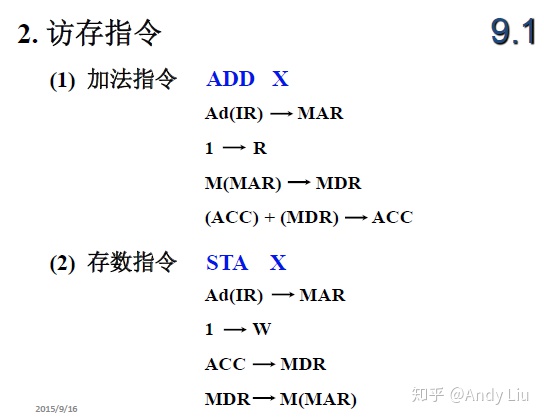 2. 访存指令
9.1
(1) 加法指令 ADD X
Ad(IR) → MAR
1 → R
M(MAR) → MDR
(ACC) + (MDR) → ACC
(2) 存数指令 STA X
Ad(IR) → MAR
1 → W
ACC → MDR
MDR → M(MAR)
2015/9/16
知乎 @Andy Liu